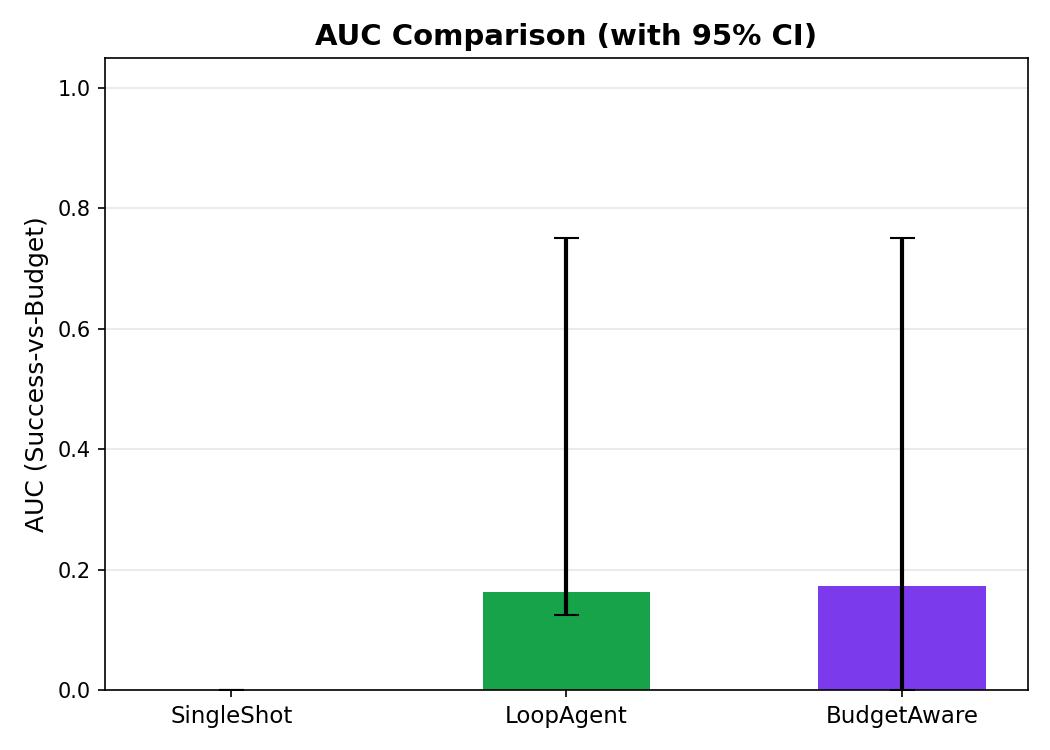 AUC Comparison (with 95% CI)
AUC (Success-vs-Budget)
1.0
0.8
0.6
0.4
0.2
0.0
SingleShot
LoopAgent
BudgetAware